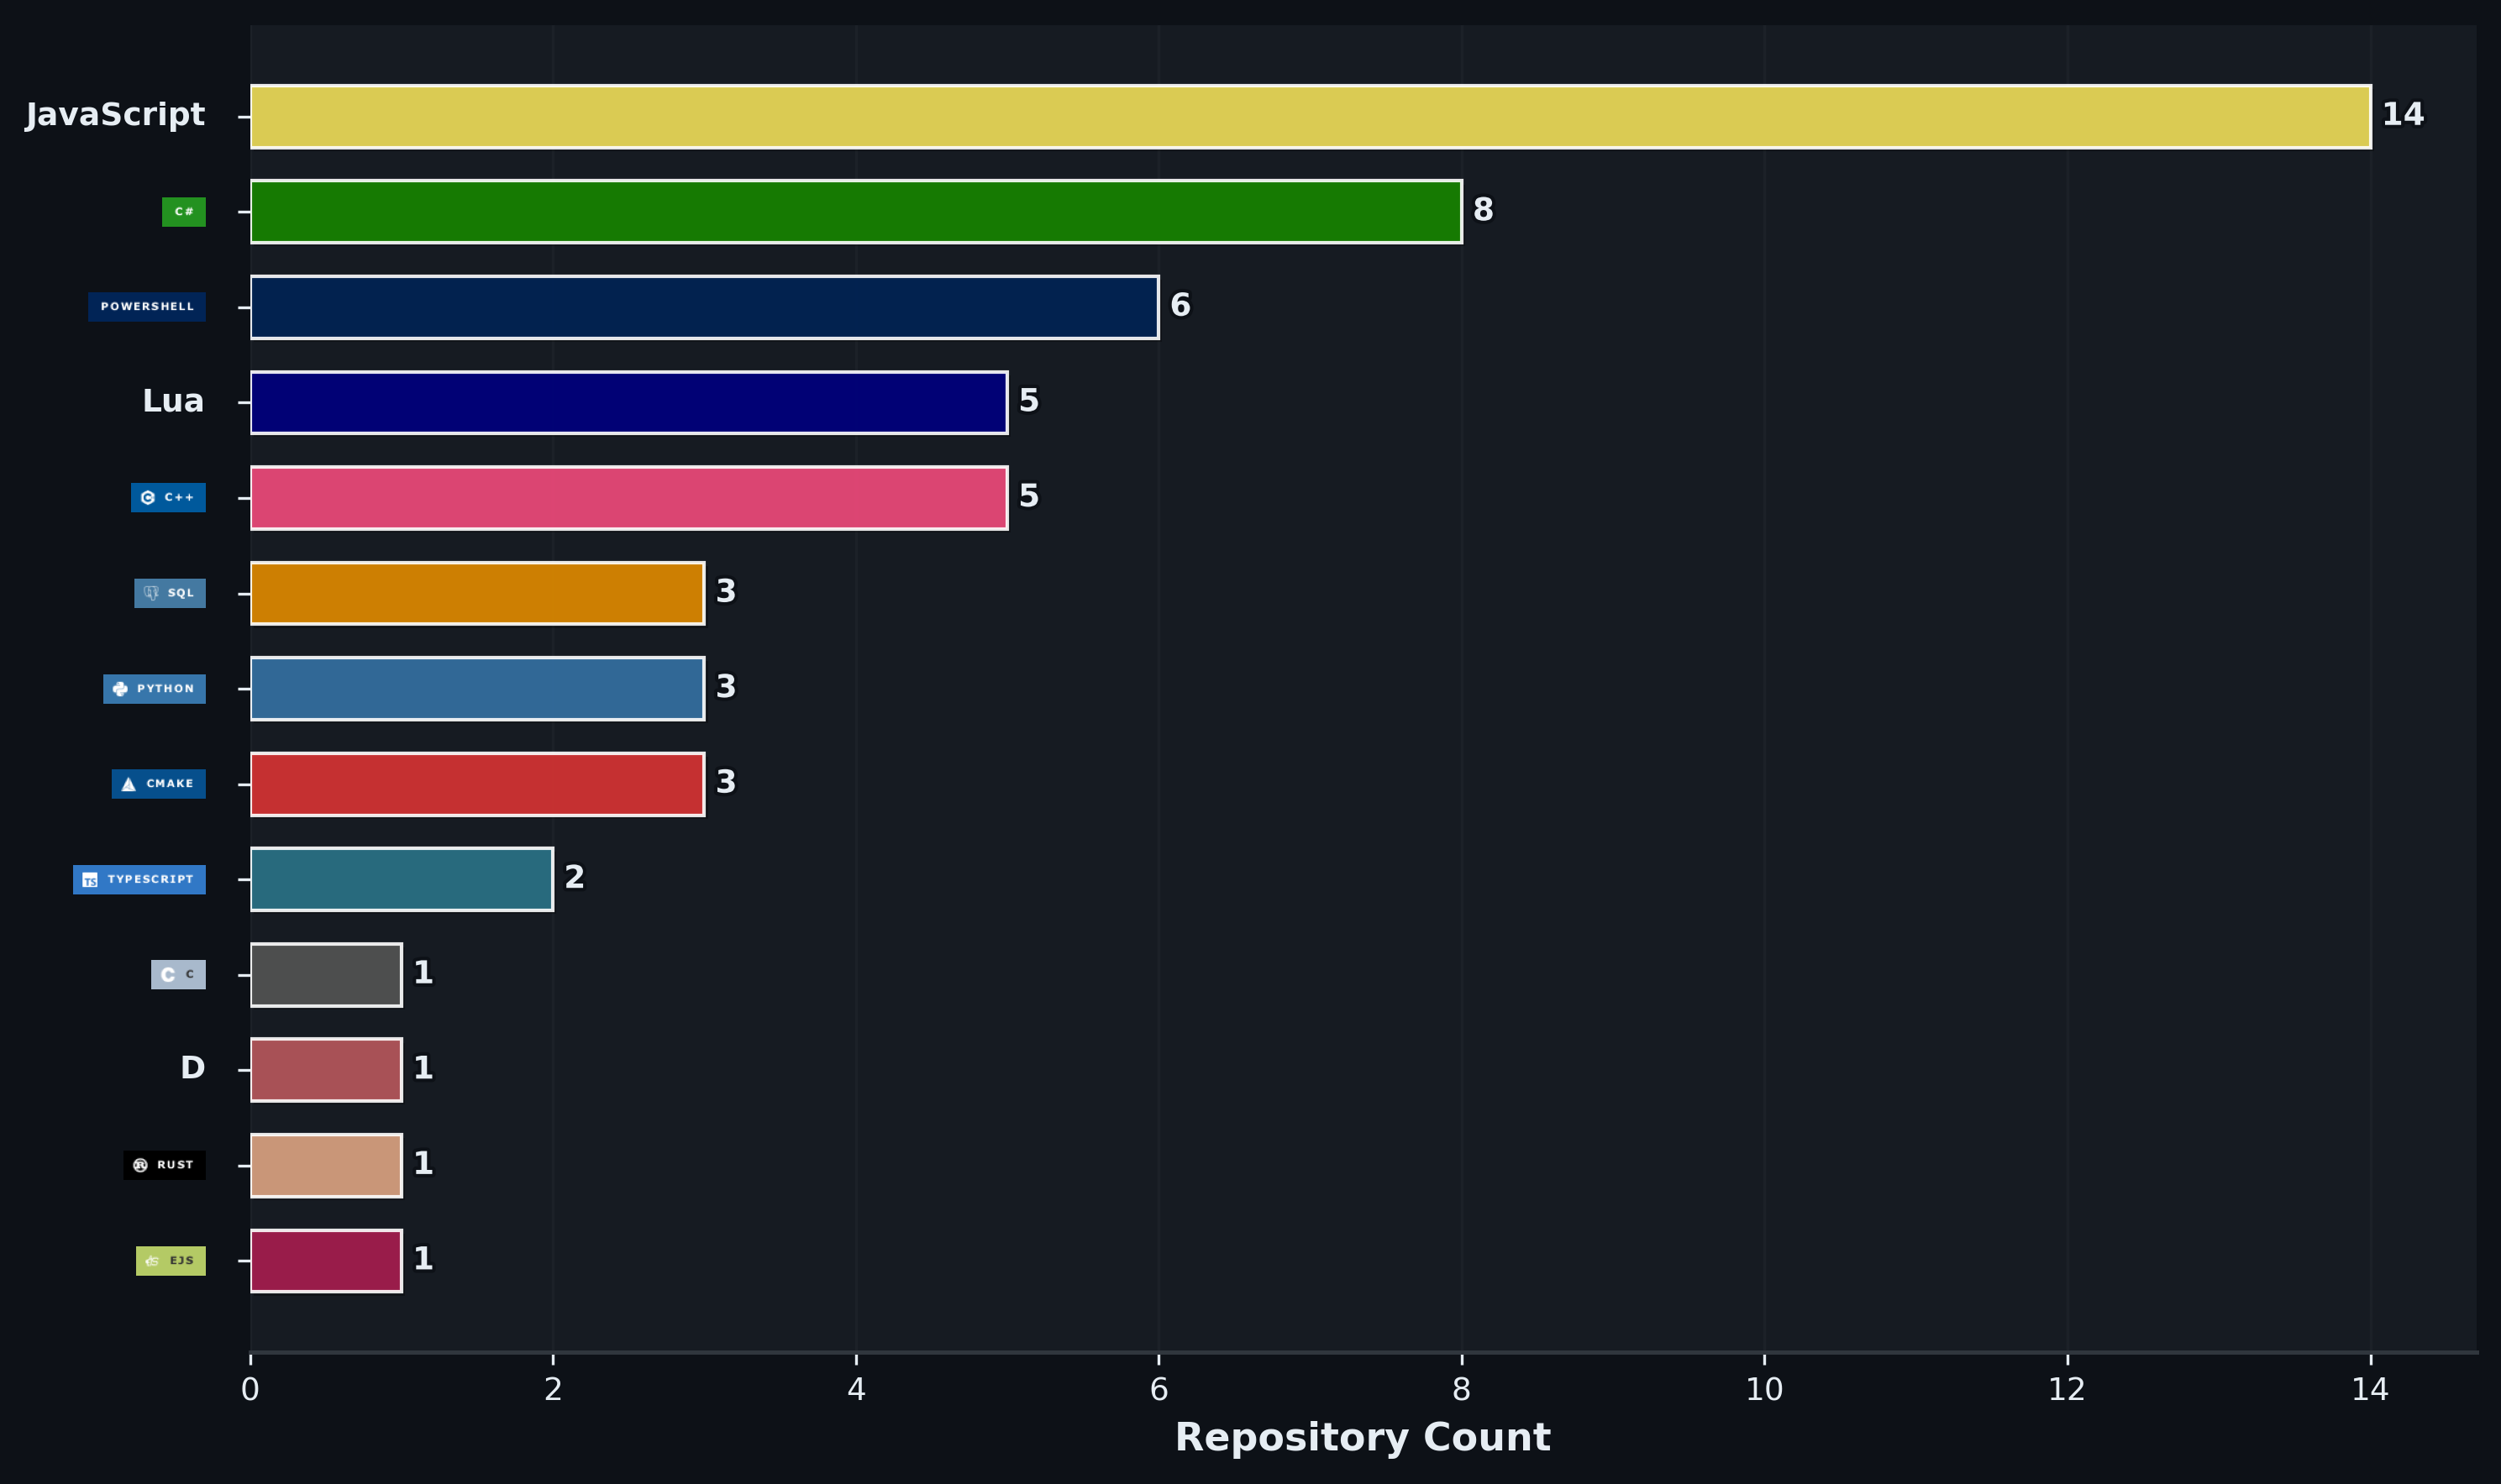 JavaScript 14
C# 8
POWERSHELL 6
Lua 5
C++ 5
SQL 3
PYTHON 3
CMAKE 3
TS TYPESCRIPT 2
C C 1
D 1
R RUST 1
EJS 1
0 2 4 6 8 10 12 14
Repository Count